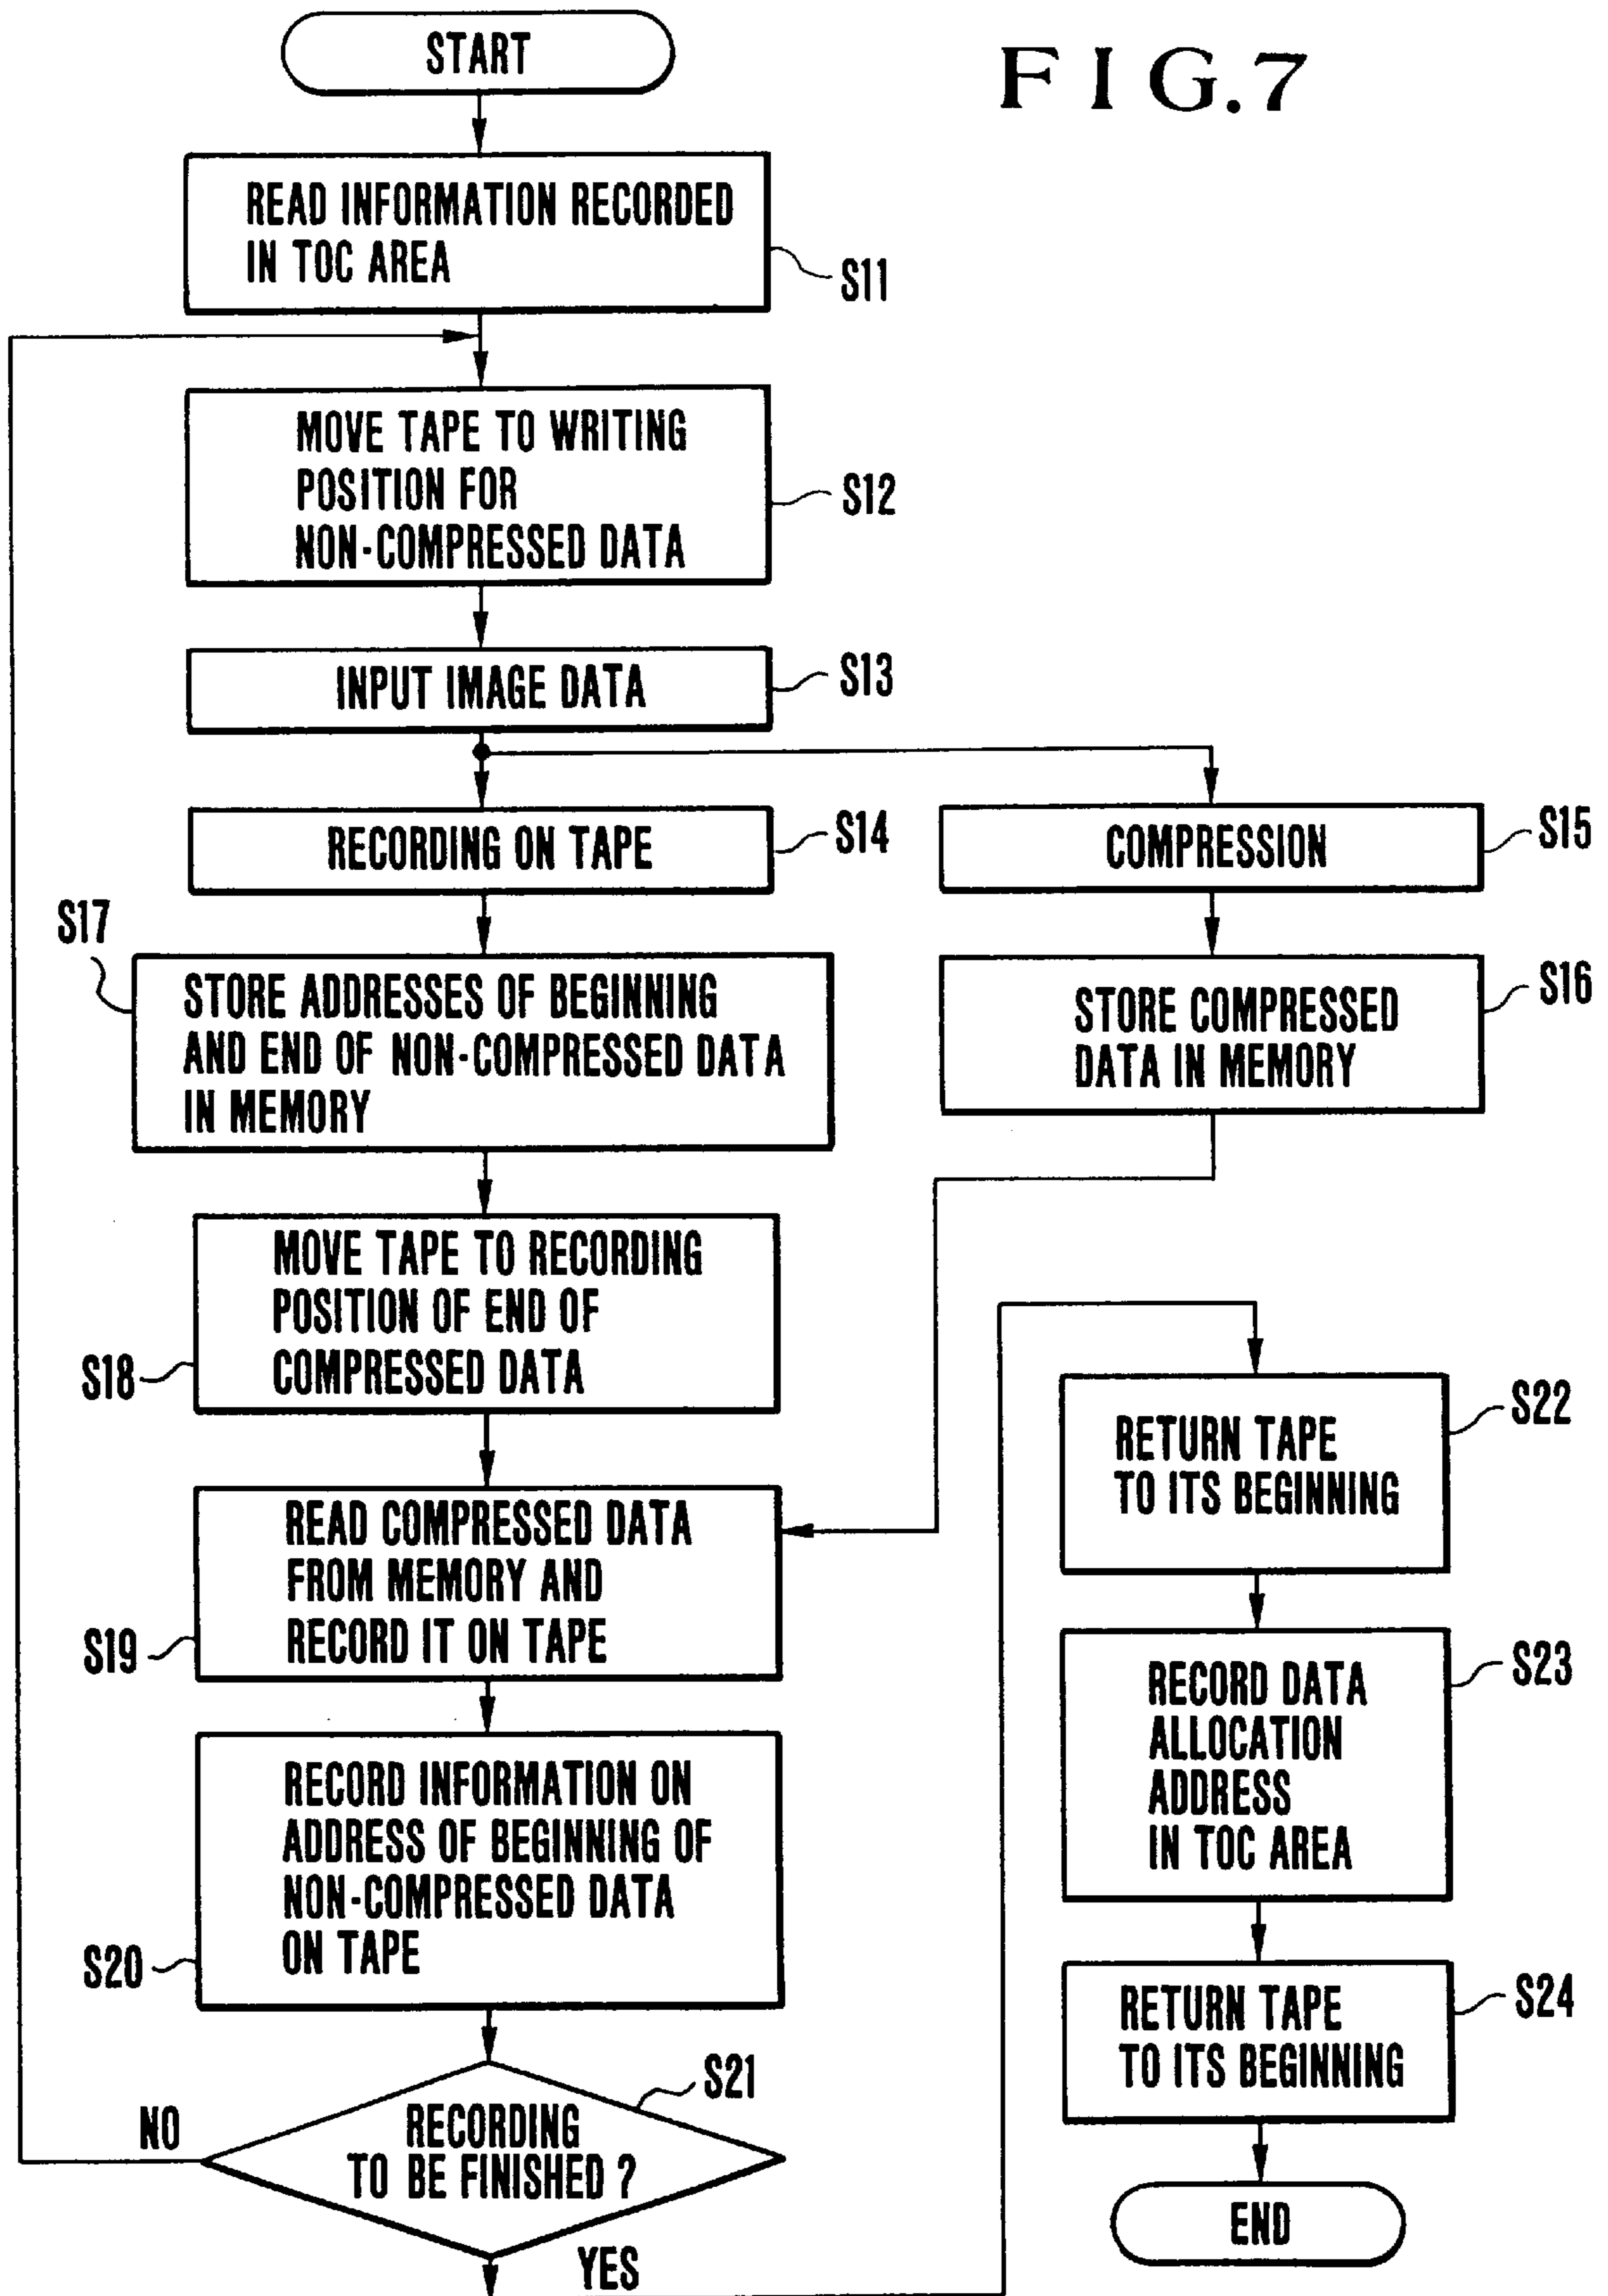 START
FIG.7
READ INFORMATION RECORDED
IN TOC AREA
S11
MOVE TAPE TO WRITING
POSITION FOR
NON-COMPRESSED DATA
S12
INPUT IMAGE DATA
S13
RECORDING ON TAPE
S14
COMPRESSION
S15
S17
STORE ADDRESSES OF BEGINNING
AND END OF NON-COMPRESSED DATA
IN MEMORY
STORE COMPRESSED
DATA IN MEMORY
S16
MOVE TAPE TO RECORDING
POSITION OF END OF
COMPRESSED DATA
S18
READ COMPRESSED DATA
FROM MEMORY AND
RECORD IT ON TAPE
S19
RECORD INFORMATION ON
ADDRESS OF BEGINNING OF
NON-COMPRESSED DATA
ON TAPE
S20
S21
RECORDING
TO BE FINISHED ?
NO
YES
RETURN TAPE
TO ITS BEGINNING
S22
RECORD DATA
ALLOCATION
ADDRESS
IN TOC AREA
S23
RETURN TAPE
TO ITS BEGINNING
S24
END